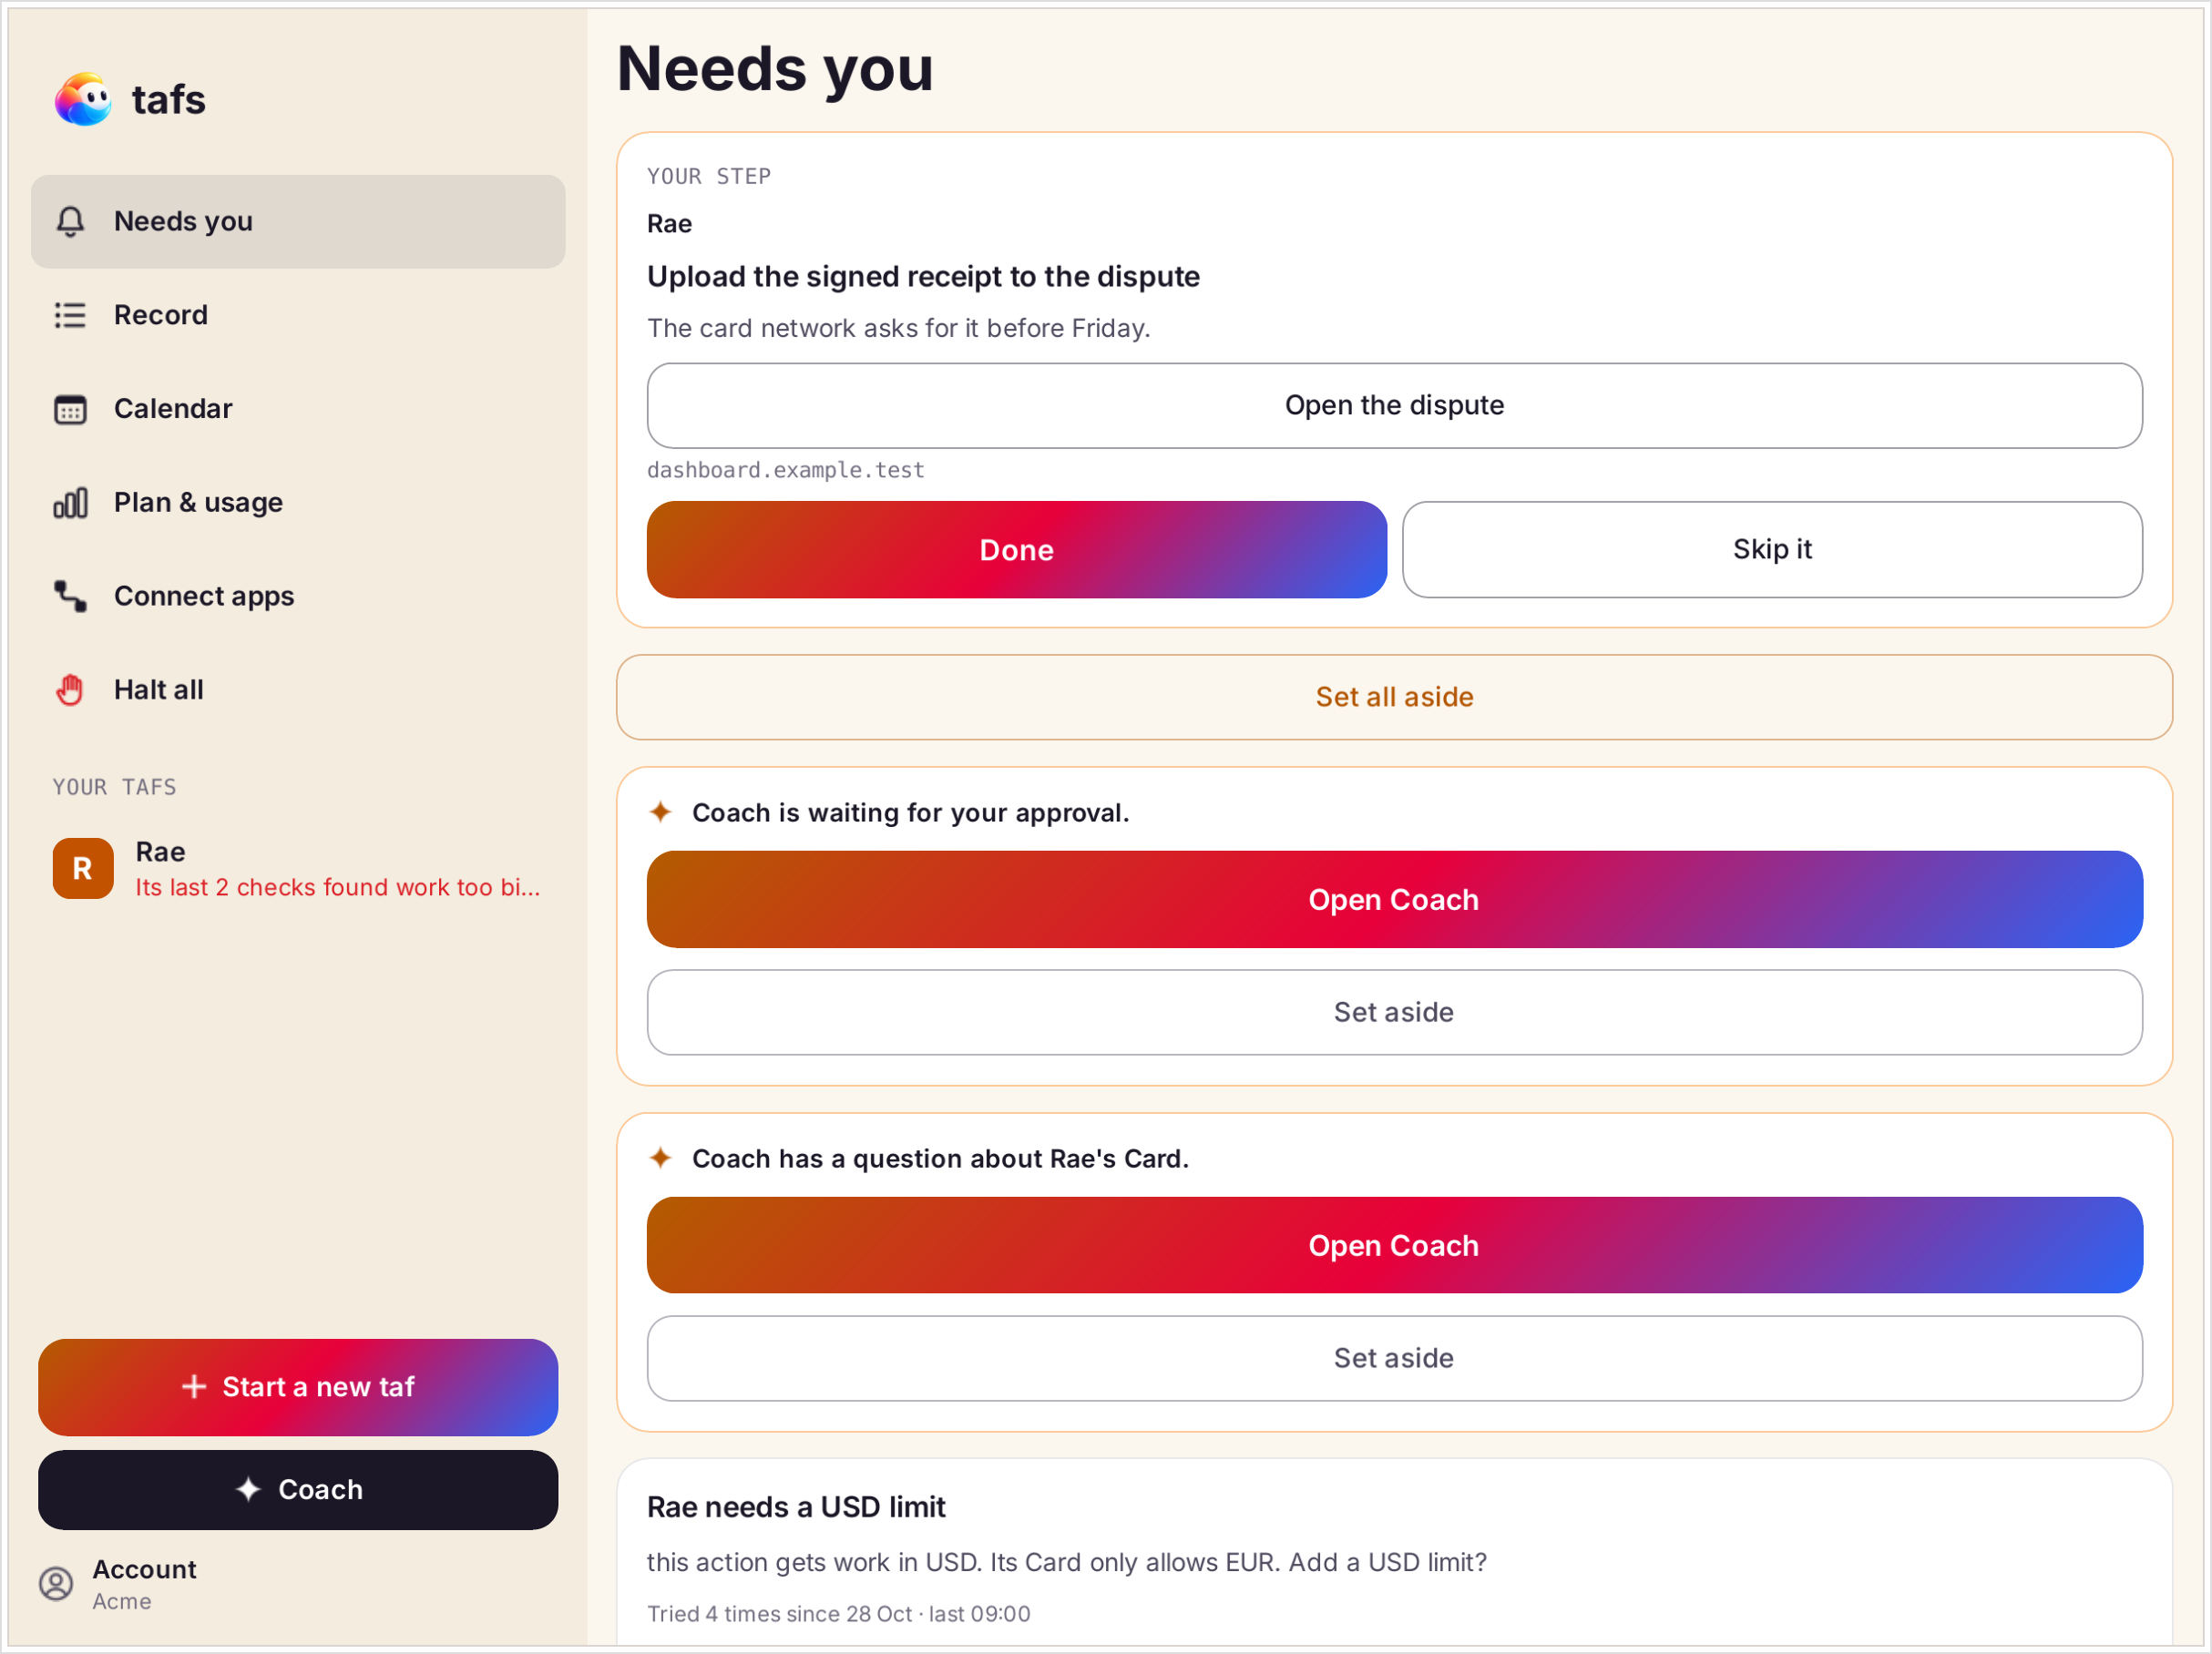 tafs
Needs you
Record
Calendar
Plan & usage
Connect apps
Halt all
YOUR TAFS
R
Rae
Its last 2 checks found work too bi...
+ Start a new taf
Coach
Account
Acme
Needs you
YOUR STEP
Rae
Upload the signed receipt to the dispute
The card network asks for it before Friday.
Open the dispute
dashboard.example.test
Done
Skip it
Set all aside
Coach is waiting for your approval.
Open Coach
Set aside
Coach has a question about Rae's Card.
Open Coach
Set aside
Rae needs a USD limit
this action gets work in USD. Its Card only allows EUR. Add a USD limit?
Tried 4 times since 28 Oct · last 09:00